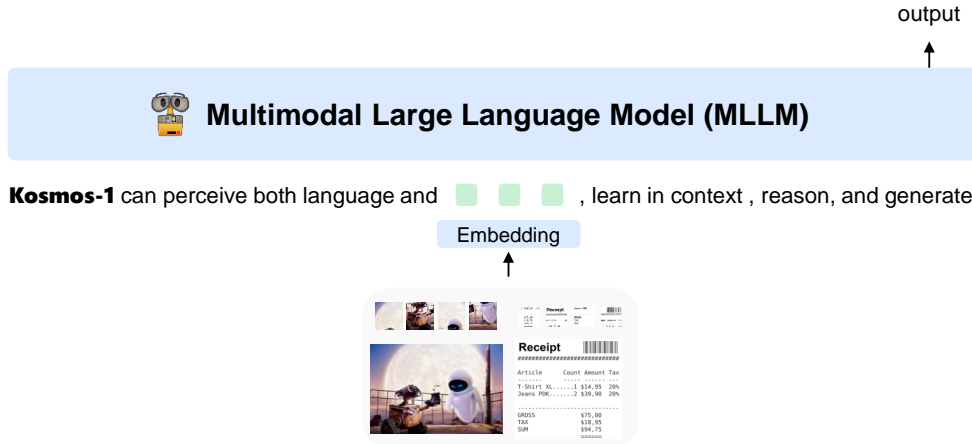 output
Multimodal Large Language Model (MLLM)
Kosmos-1 can perceive both language and , learn in context , reason, and generate
Embedding
Receipt
Receipt
##############################
Article Count Amount Tax
------- ----- ------ ---
T-Shirt XL......1 $14,95 20%
Jeans PDK.......2 $39,90 20%
GROSS $75,80
TAX $18,95
SUM $94,75
======